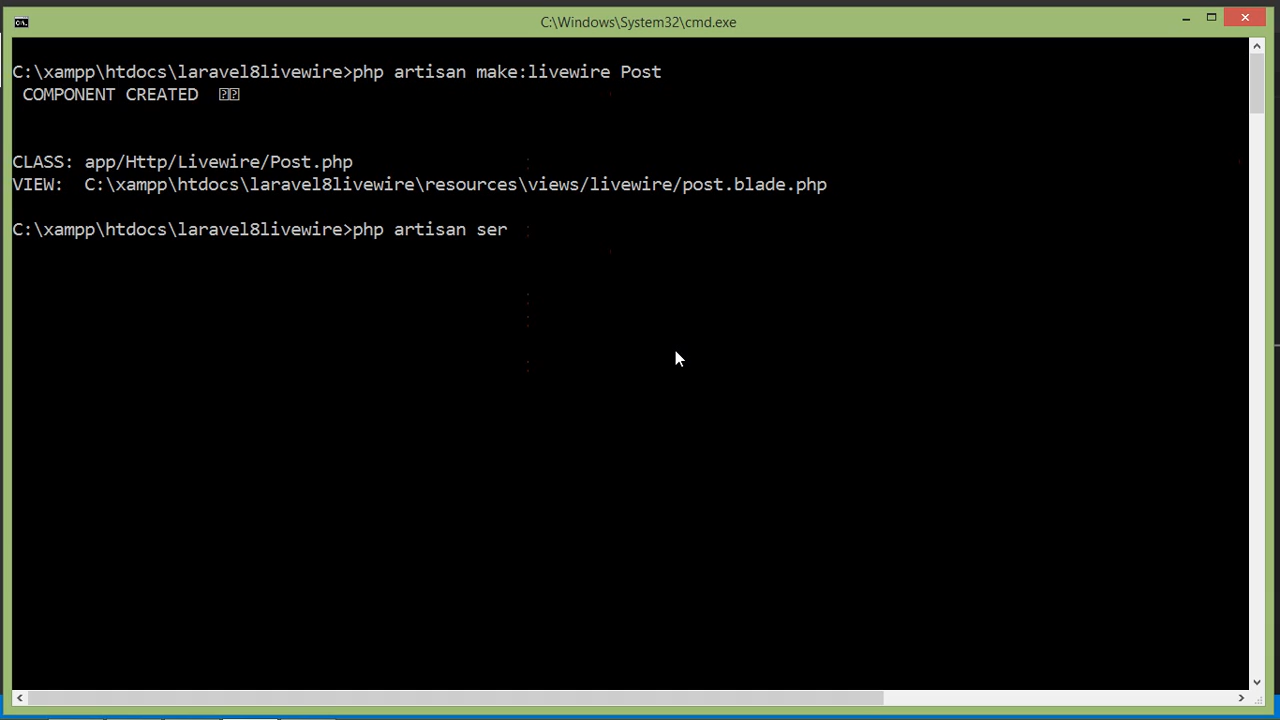 C:\Windows\System32\cmd.exe
C:\xampp\htdocs\laravel8livewire>php artisan make:livewire Post
COMPONENT CREATED
CLASS: app/Http/Livewire/Post.php
VIEW:  C:\xampp\htdocs\laravel8livewire\resources\views/livewire/post.blade.php
C:\xampp\htdocs\laravel8livewire>php artisan ser